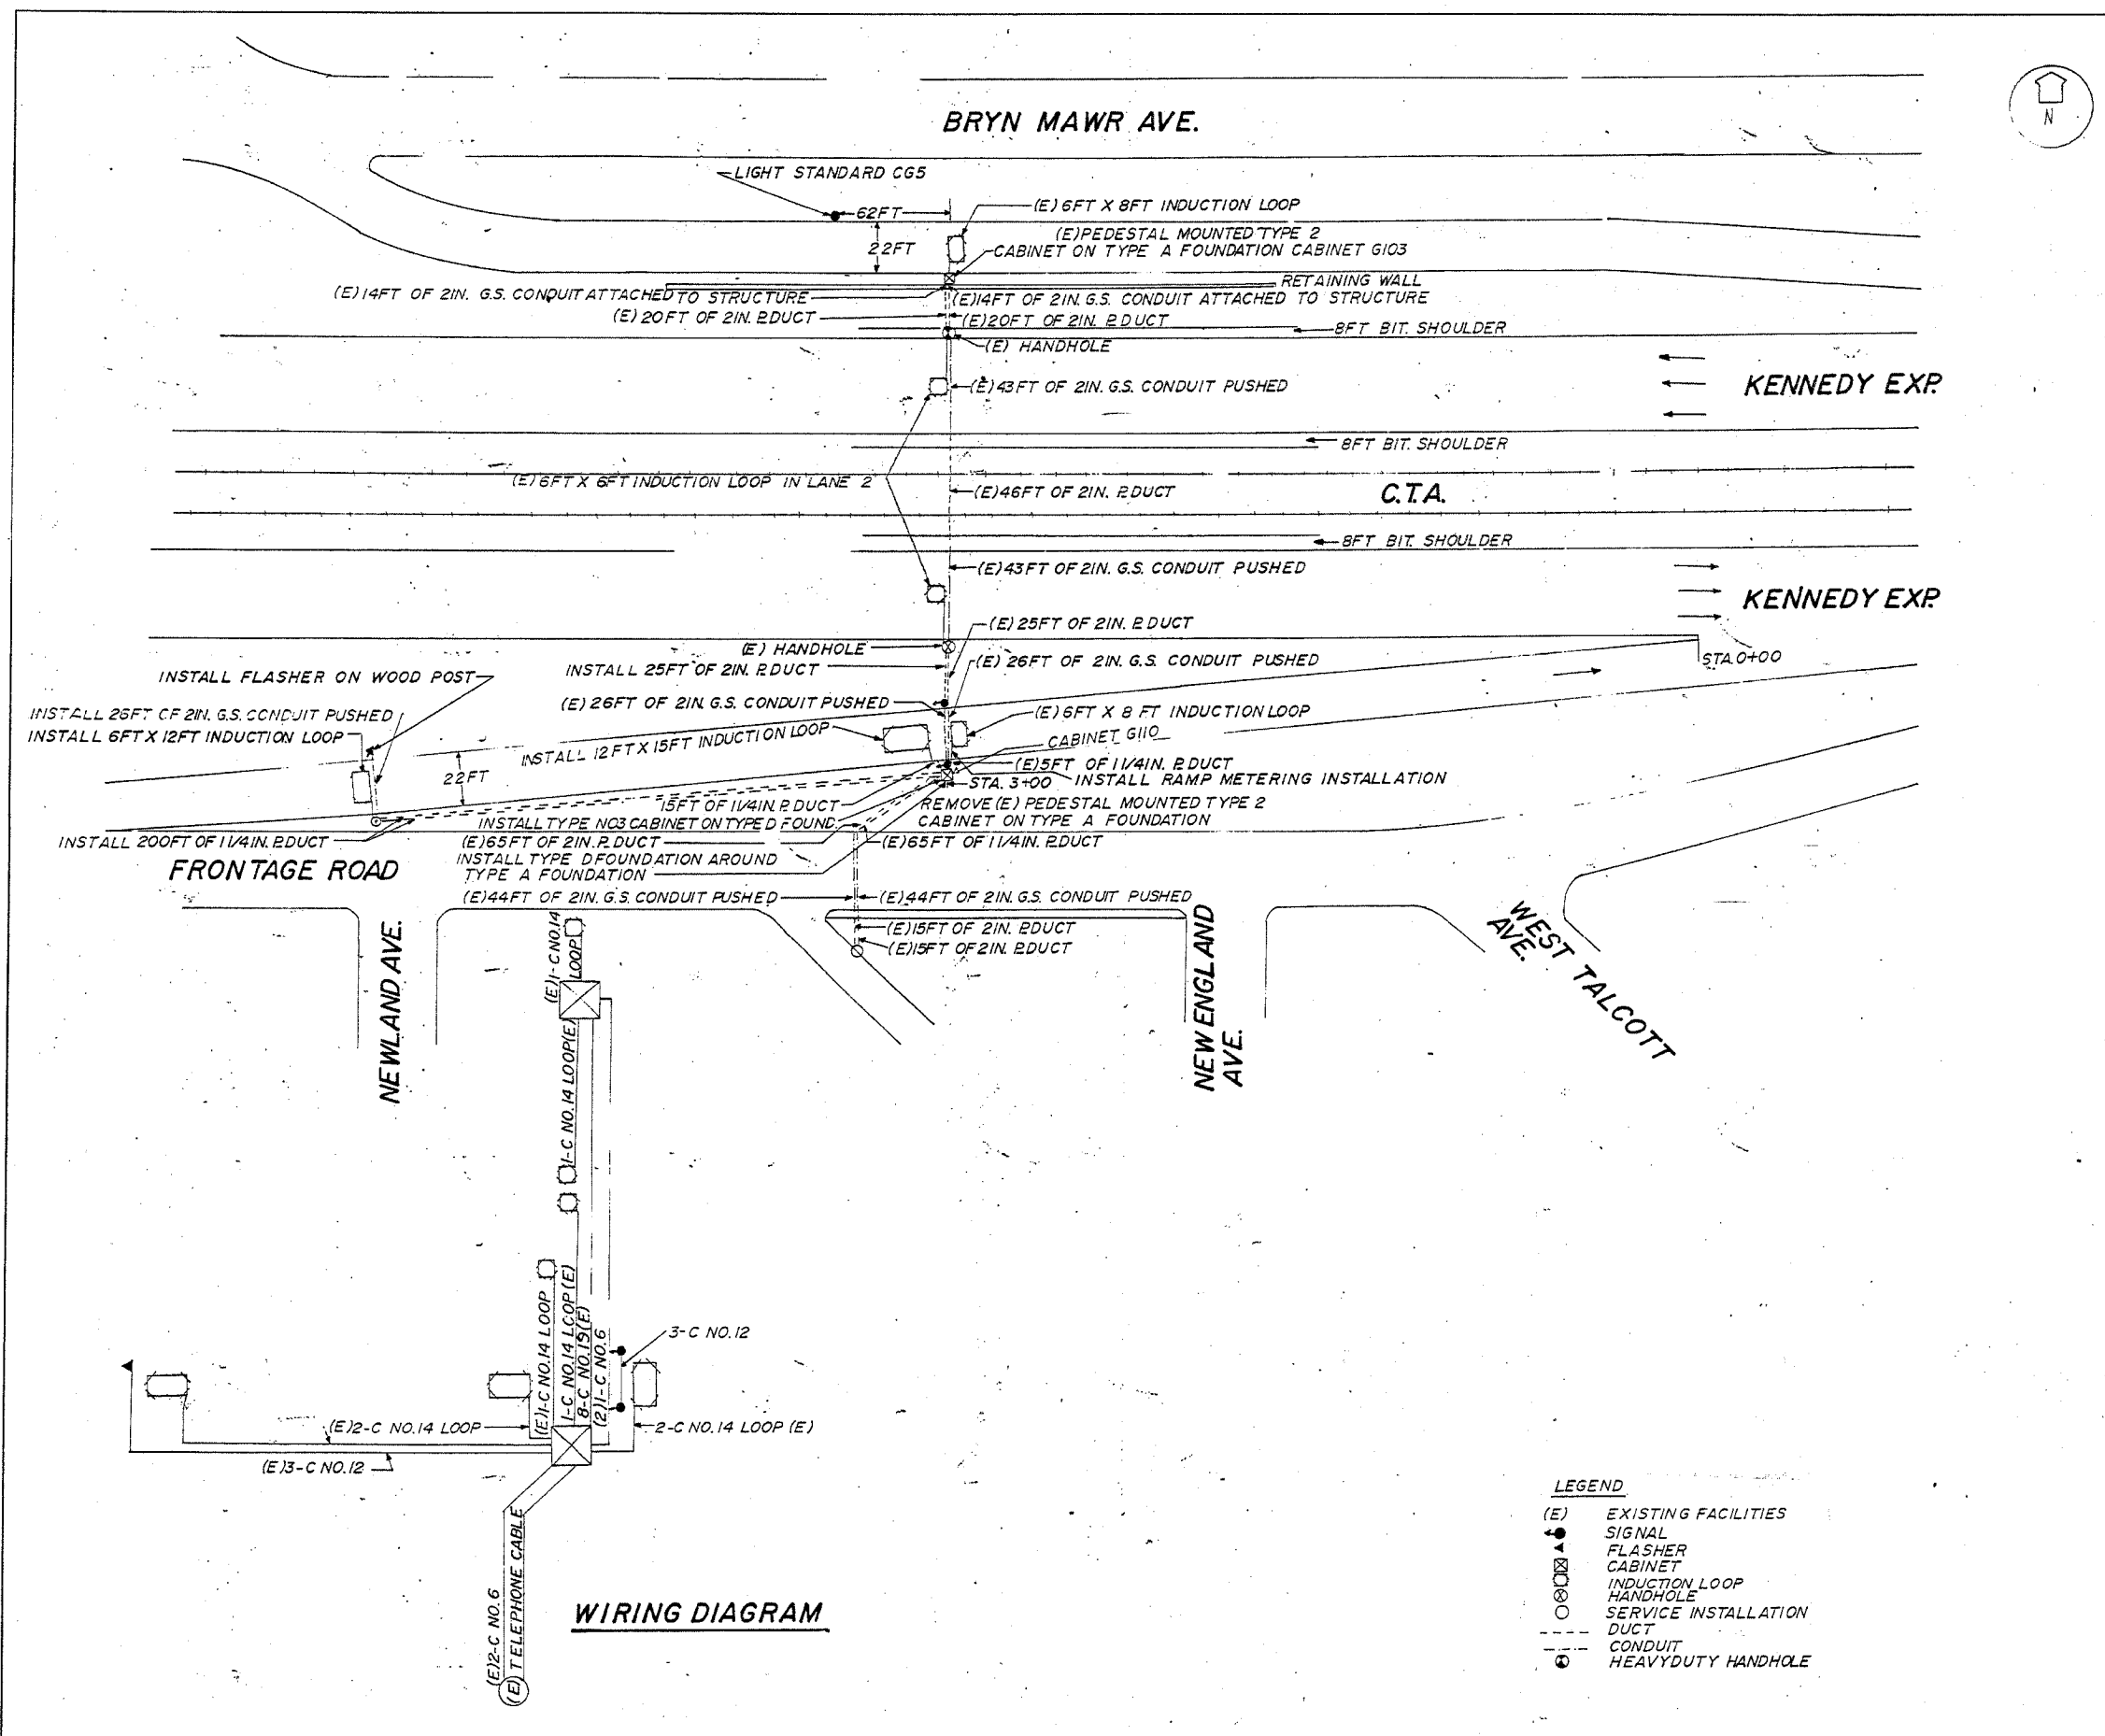 BRYN MAWR AVE.
N
LIGHT STANDARD CG5
62FT
(E) 6FT X 8FT INDUCTION LOOP
22FT
(E) PEDESTAL MOUNTED TYPE 2
CABINET ON TYPE A FOUNDATION CABINET G103
RETAINING WALL
(E) 14FT OF 2IN. G.S. CONDUIT ATTACHED TO STRUCTURE
(E) 14FT OF 2IN. G.S. CONDUIT ATTACHED TO STRUCTURE
(E) 20FT OF 2IN. P.DUCT
(E) 20FT OF 2IN. P.DUCT
8FT BIT. SHOULDER
(E) HANDHOLE
(E) 43FT OF 2IN. G.S. CONDUIT PUSHED
KENNEDY EXP.
8FT BIT. SHOULDER
(E) 6FT X 6FT INDUCTION LOOP IN LANE 2
(E) 46FT OF 2IN. P.DUCT
C.T.A.
8FT BIT. SHOULDER
(E) 43FT OF 2IN. G.S. CONDUIT PUSHED
KENNEDY EXP.
(E) 25FT OF 2IN. P.DUCT
(E) HANDHOLE
INSTALL 25FT OF 2IN. P.DUCT
(E) 26FT OF 2IN. G.S. CONDUIT PUSHED
STA. 0+00
INSTALL FLASHER ON WOOD POST
(E) 26FT OF 2IN. G.S. CONDUIT PUSHED
INSTALL 26FT OF 2IN. G.S. CONDUIT PUSHED
(E) 6FT X 8 FT INDUCTION LOOP
INSTALL 6FT X 12FT INDUCTION LOOP
INSTALL 12FT X 15FT INDUCTION LOOP
CABINET G110
22FT
(E) 5FT OF 1 1/4IN. P.DUCT
STA. 3+00
INSTALL RAMP METERING INSTALLATION
15FT OF 1 1/4IN. P.DUCT
REMOVE (E) PEDESTAL MOUNTED TYPE 2
CABINET ON TYPE A FOUNDATION
INSTALL TYPE NO3 CABINET ON TYPE D FOUND.
INSTALL 200FT OF 1 1/4IN. P.DUCT
(E) 65FT OF 2IN. P.DUCT
(E) 65FT OF 1 1/4IN. P.DUCT
INSTALL TYPE D FOUNDATION AROUND
TYPE A FOUNDATION
FRONTAGE ROAD
(E) 44FT OF 2IN. G.S. CONDUIT PUSHED
(E) 44FT OF 2IN. G.S. CONDUIT PUSHED
(E) 15FT OF 2IN. P.DUCT
(E) 15FT OF 2IN. P.DUCT
NEWLAND AVE.
NEW ENGLAND
AVE.
WEST TALCOTT
AVE.
(E) 1-C NO.14
LOOP
1-C NO.14 LOOP (E)
(E) 1-C NO.14 LOOP
1-C NO.14 LOOP (E)
8-C NO.19 (E)
(2) 1-C NO.6
3-C NO.12
(E) 2-C NO.14 LOOP
2-C NO.14 LOOP (E)
(E) 3-C NO.12
(E) 2-C NO.6
(E) TELEPHONE CABLE
WIRING DIAGRAM
LEGEND
(E) EXISTING FACILITIES
SIGNAL
FLASHER
CABINET
INDUCTION LOOP
HANDHOLE
SERVICE INSTALLATION
DUCT
CONDUIT
HEAVYDUTY HANDHOLE